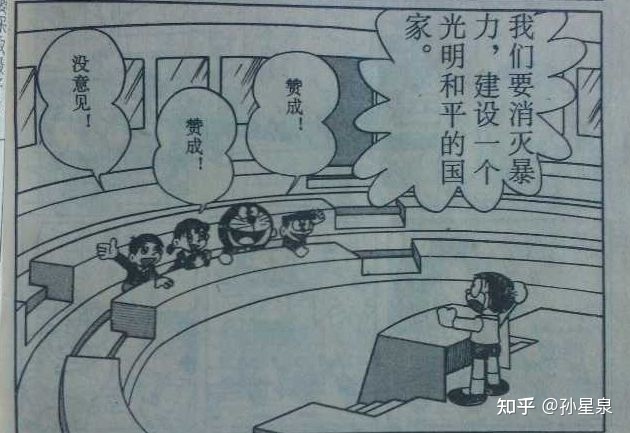 我们要消灭暴
力，建设一个
光明和平的国
家。
赞成！
赞成！
没意见！
知乎 @孙星泉